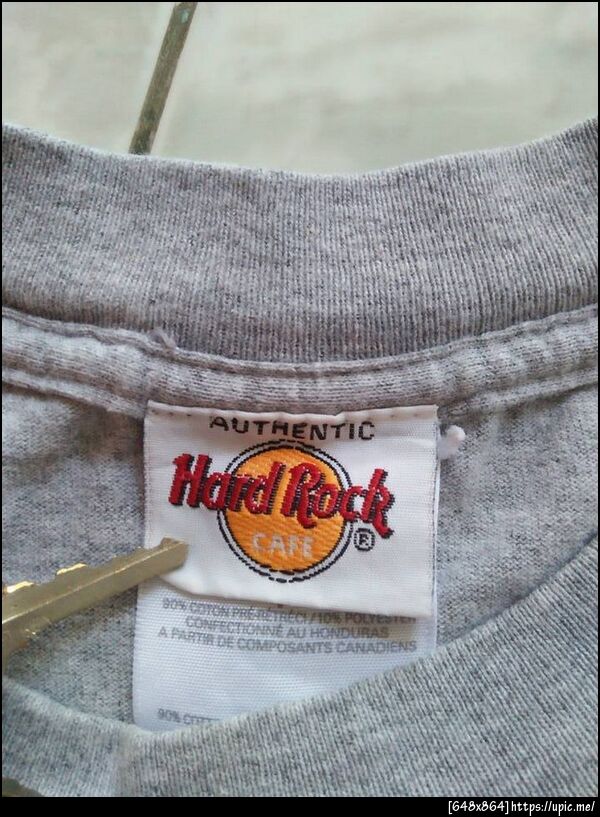 AUTHENTIC
Hard Rock
CAFE
®
90% COTON PRÉ-RÉTRÉCI / 10% POLYESTER
CONFECTIONNÉ AU HONDURAS
A PARTIR DE COMPOSANTS CANADIENS
90%
[648x864]https://upic.me/